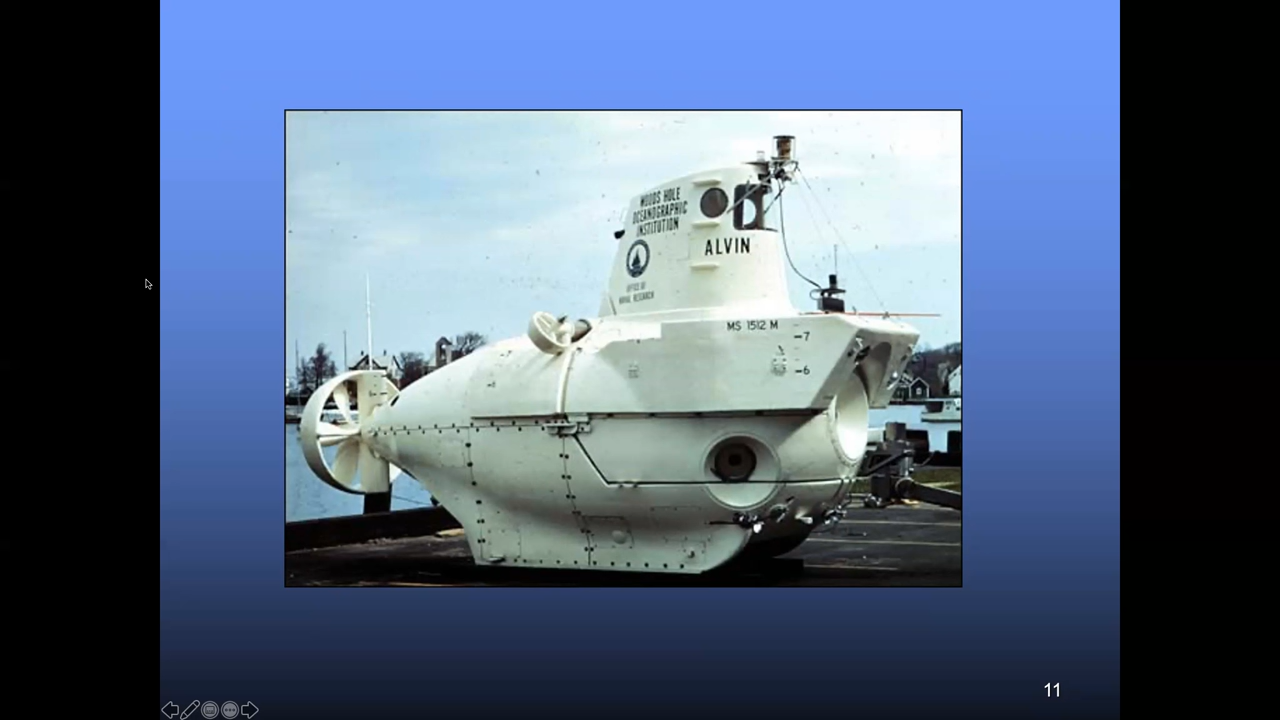 WOODS HOLE
OCEANOGRAPHIC
INSTITUTION
ALVIN
OFFICE OF
NAVAL RESEARCH
MS 1512 M
-7
-6
11